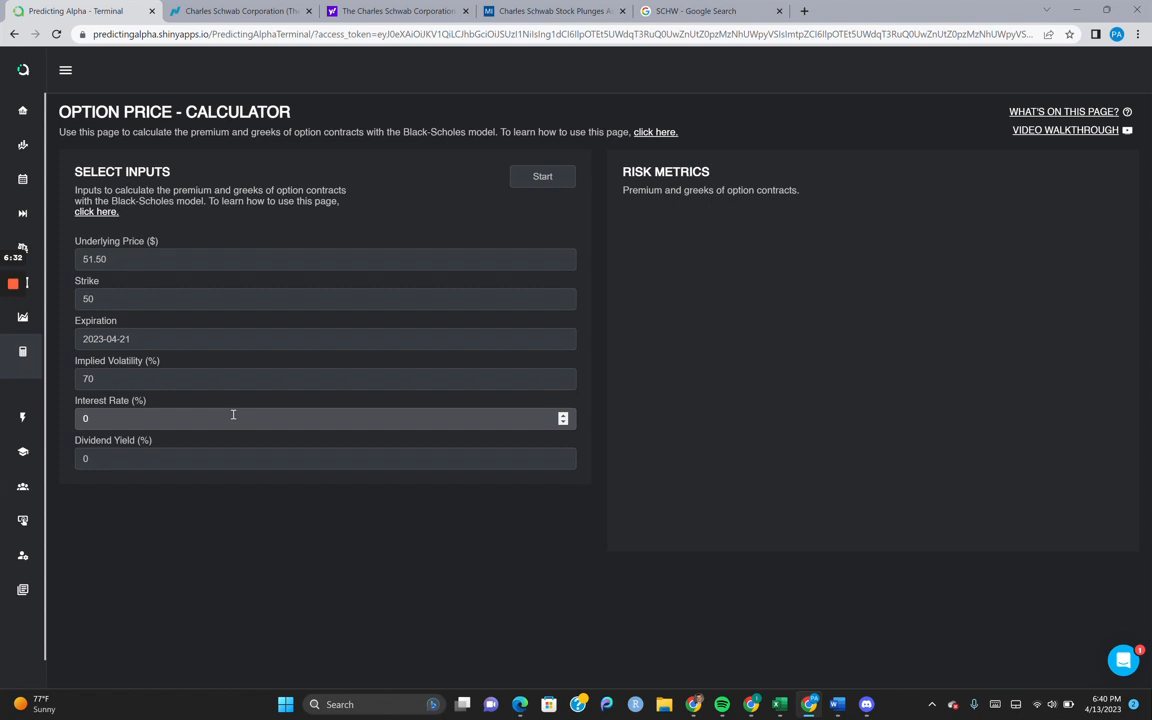 Predicting Alpha - Terminal
Charles Schwab Corporation (The
The Charles Schwab Corporation
MI
Charles Schwab Stock Plunges A
SCHW - Google Search
predictingalpha.shinyapps.io/PredictingAlphaTerminal/?access_token=
PA
OPTION PRICE - CALCULATOR
WHAT'S ON THIS PAGE?
Use this page to calculate the premium and greeks of option contracts with the Black-Scholes model. To learn how to use this page, click here.
VIDEO WALKTHROUGH
SELECT INPUTS
Start
Inputs to calculate the premium and greeks of option contracts
with the Black-Scholes model. To learn how to use this page,
click here.
RISK METRICS
Premium and greeks of option contracts.
Underlying Price ($)
51.50
6:32
Strike
50
Expiration
2023-04-21
Implied Volatility (%)
70
Interest Rate (%)
0
Dividend Yield (%)
0
1
77°F
Sunny
Search
6:40 PM
4/13/2023
2